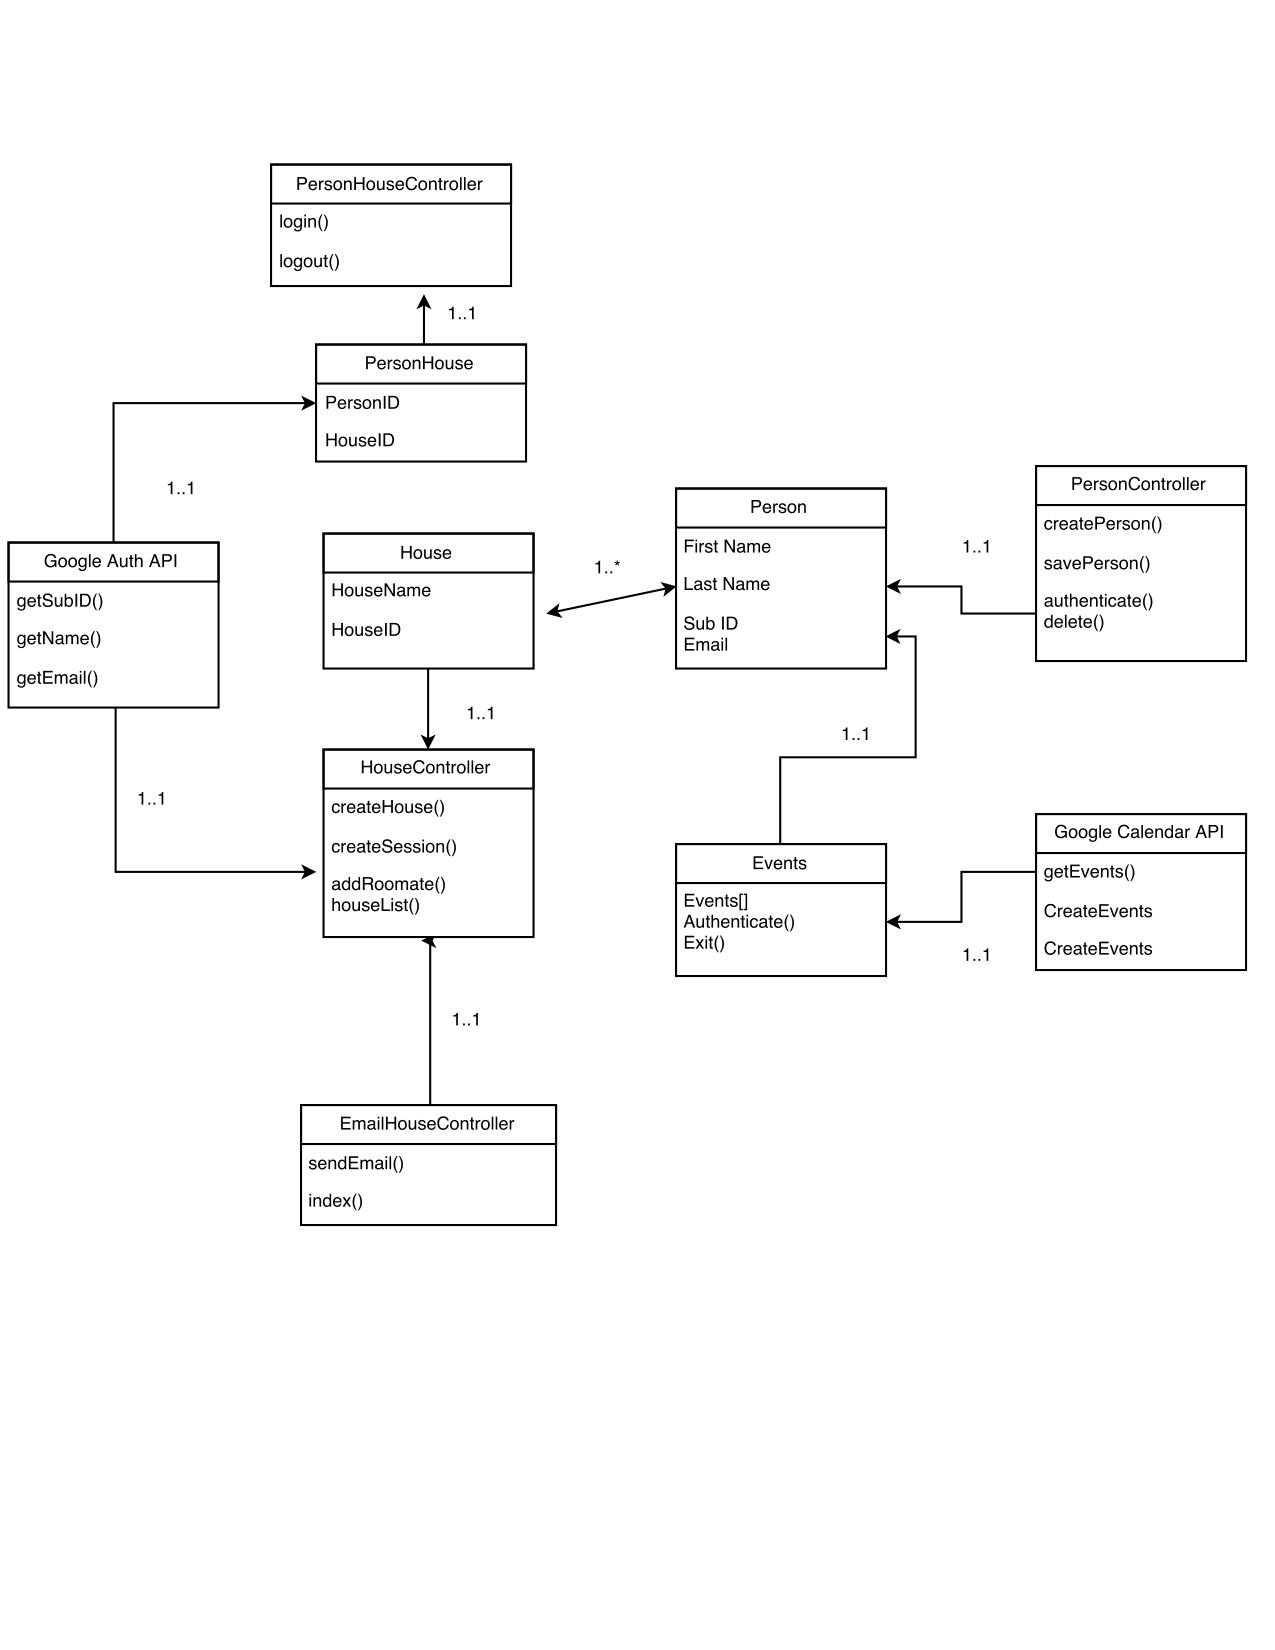 PersonHouseController
login()
logout()
1..1
PersonHouse
PersonID
HouseID
1..1
Google Auth API
getSubID()
getName()
getEmail()
1..1
House
HouseName
HouseID
1..*
1..1
HouseController
createHouse()
createSession()
addRoomate()
houseList()
1..1
EmailHouseController
sendEmail()
index()
Person
First Name
Last Name
Sub ID
Email
1..1
PersonController
createPerson()
savePerson()
authenticate()
delete()
1..1
Events
Events[]
Authenticate()
Exit()
1..1
Google Calendar API
getEvents()
CreateEvents
CreateEvents